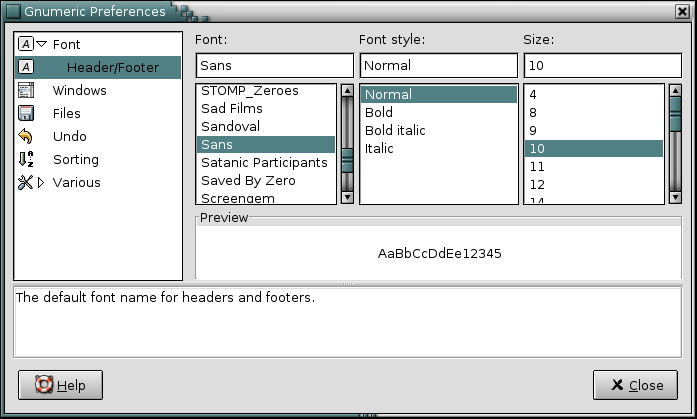 Gnumeric Preferences
Font
Header/Footer
Windows
Files
Undo
Sorting
Various
Font:
Sans
STOMP_Zeroes
Sad Films
Sandoval
Sans
Satanic Participants
Saved By Zero
Screengem
Font style:
Normal
Normal
Bold
Bold italic
Italic
Size:
10
4
8
9
10
11
12
14
Preview
AaBbCcDdEe12345
The default font name for headers and footers.
Help
Close